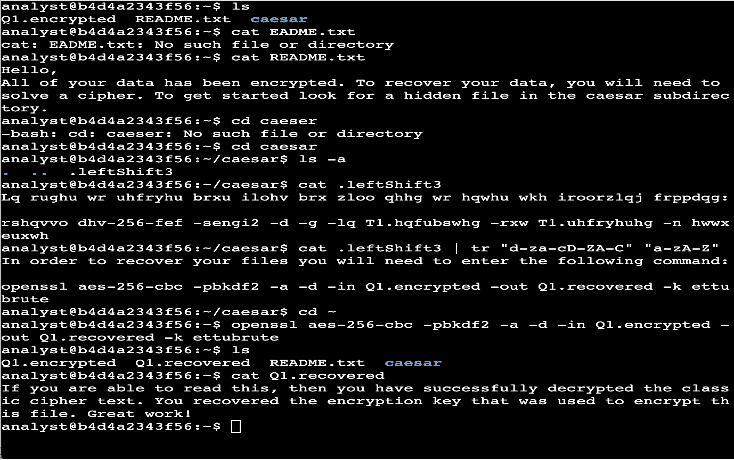 analyst@b4d4a2343f56:~$ ls
Q1.encrypted  README.txt  caesar
analyst@b4d4a2343f56:~$ cat EADME.txt
cat: EADME.txt: No such file or directory
analyst@b4d4a2343f56:~$ cat README.txt
Hello,
All of your data has been encrypted. To recover your data, you will need to
solve a cipher. To get started look for a hidden file in the caesar subdirec
tory.
analyst@b4d4a2343f56:~$ cd caeser
-bash: cd: caeser: No such file or directory
analyst@b4d4a2343f56:~$ cd caesar
analyst@b4d4a2343f56:~/caesar$ ls -a
.  ..  .leftShift3
analyst@b4d4a2343f56:~/caesar$ cat .leftShift3
Lq rughu wr uhfryhu brxu ilohv brx zloo qhhg wr hqwhu wkh iroorzlqj frppdqg:
rshqvvo dhv-256-fef -sengi2 -d -g -lq T1.hqfubswhg -rxw T1.uhfryhuhg -n hwwx
euxwh
analyst@b4d4a2343f56:~/caesar$ cat .leftShift3 | tr "d-za-cD-ZA-C" "a-zA-Z"
In order to recover your files you will need to enter the following command:
openssl aes-256-cbc -pbkdf2 -a -d -in Q1.encrypted -out Q1.recovered -k ettu
brute
analyst@b4d4a2343f56:~/caesar$ cd ~
analyst@b4d4a2343f56:~$ openssl aes-256-cbc -pbkdf2 -a -d -in Q1.encrypted -
out Q1.recovered -k ettubrute
analyst@b4d4a2343f56:~$ ls
Q1.encrypted  Q1.recovered  README.txt  caesar
analyst@b4d4a2343f56:~$ cat Q1.recovered
If you are able to read this, then you have successfully decrypted the class
ic cipher text. You recovered the encryption key that was used to encrypt th
is file. Great work!
analyst@b4d4a2343f56:~$